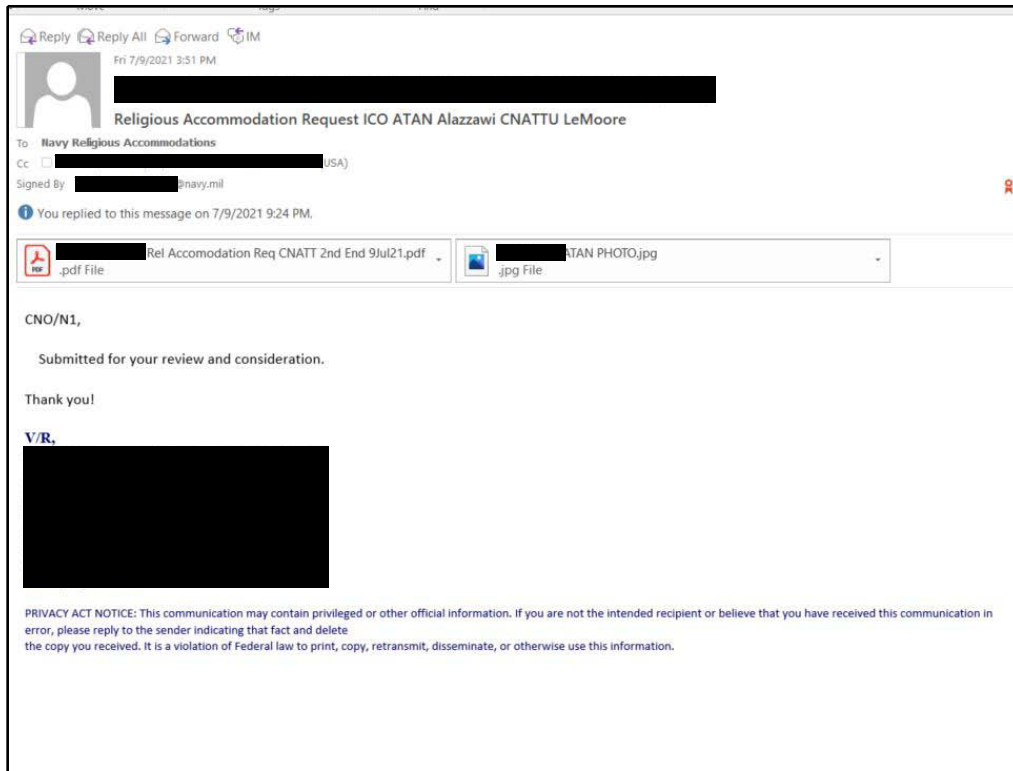 Reply Reply All Forward IM
Fri 7/9/2021 3:51 PM
Religious Accommodation Request ICO ATAN Alazzawi CNATTU LeMoore
To Navy Religious Accommodations
Cc USA)
Signed By @navy.mil
You replied to this message on 7/9/2021 9:24 PM.
Rel Accomodation Req CNATT 2nd End 9Jul21.pdf
.pdf File
ATAN PHOTO.jpg
.jpg File
CNO/N1,
Submitted for your review and consideration.
Thank you!
V/R,
PRIVACY ACT NOTICE: This communication may contain privileged or other official information. If you are not the intended recipient or believe that you have received this communication in
error, please reply to the sender indicating that fact and delete
the copy you received. It is a violation of Federal law to print, copy, retransmit, disseminate, or otherwise use this information.